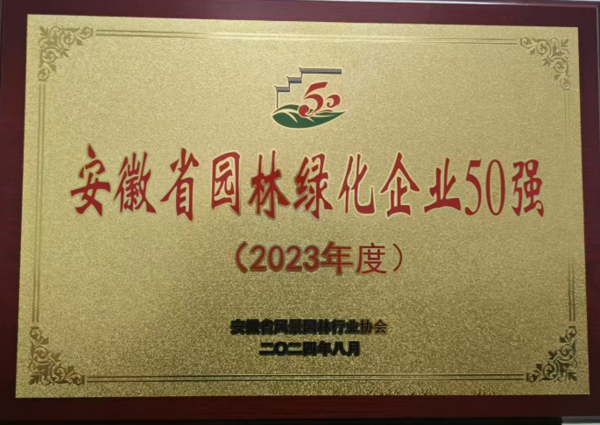 50
安徽省园林绿化企业50强
（2023年度）
安徽省风景园林行业协会
二〇二四年八月